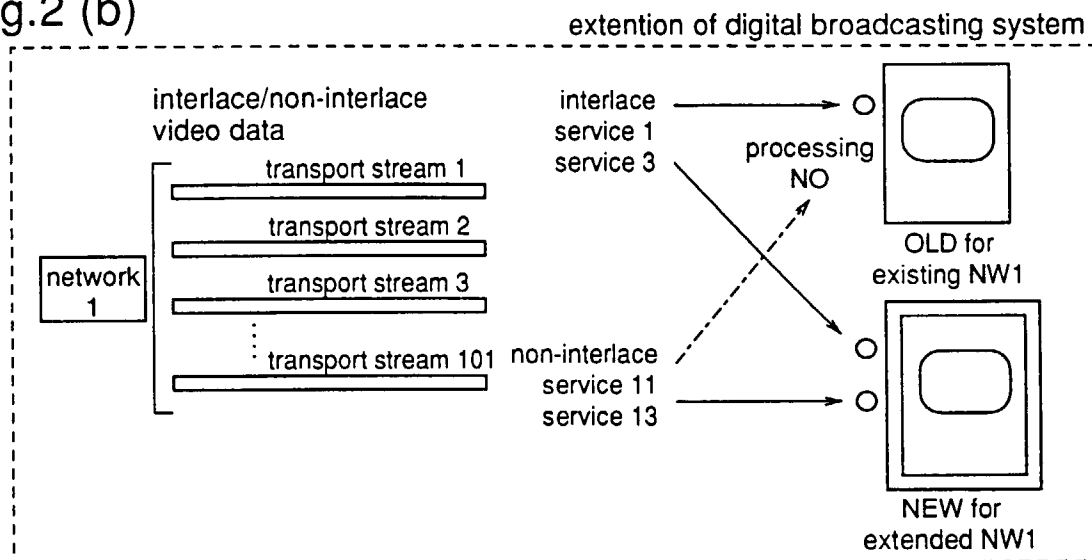 g.2 (b)
extention of digital broadcasting system
interlace/non-interlace
video data
transport stream 1
transport stream 2
transport stream 3
transport stream 101
network
1
interlace
service 1
service 3
processing
NO
non-interlace
service 11
service 13
OLD for
existing NW1
NEW for
extended NW1